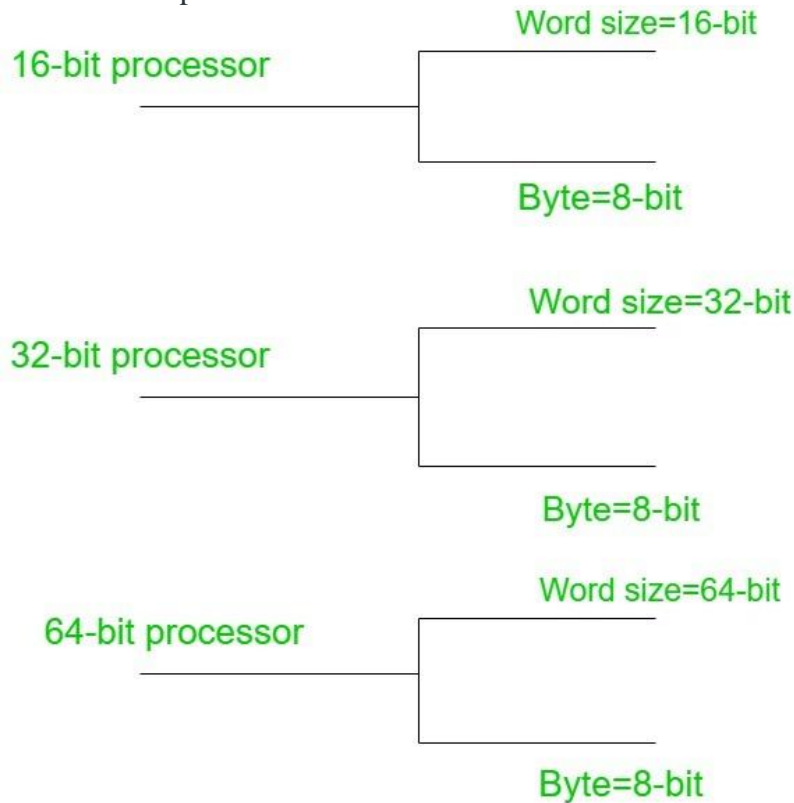 Word size=16-bit
16-bit processor
Byte=8-bit
Word size=32-bit
32-bit processor
Byte=8-bit
Word size=64-bit
64-bit processor
Byte=8-bit